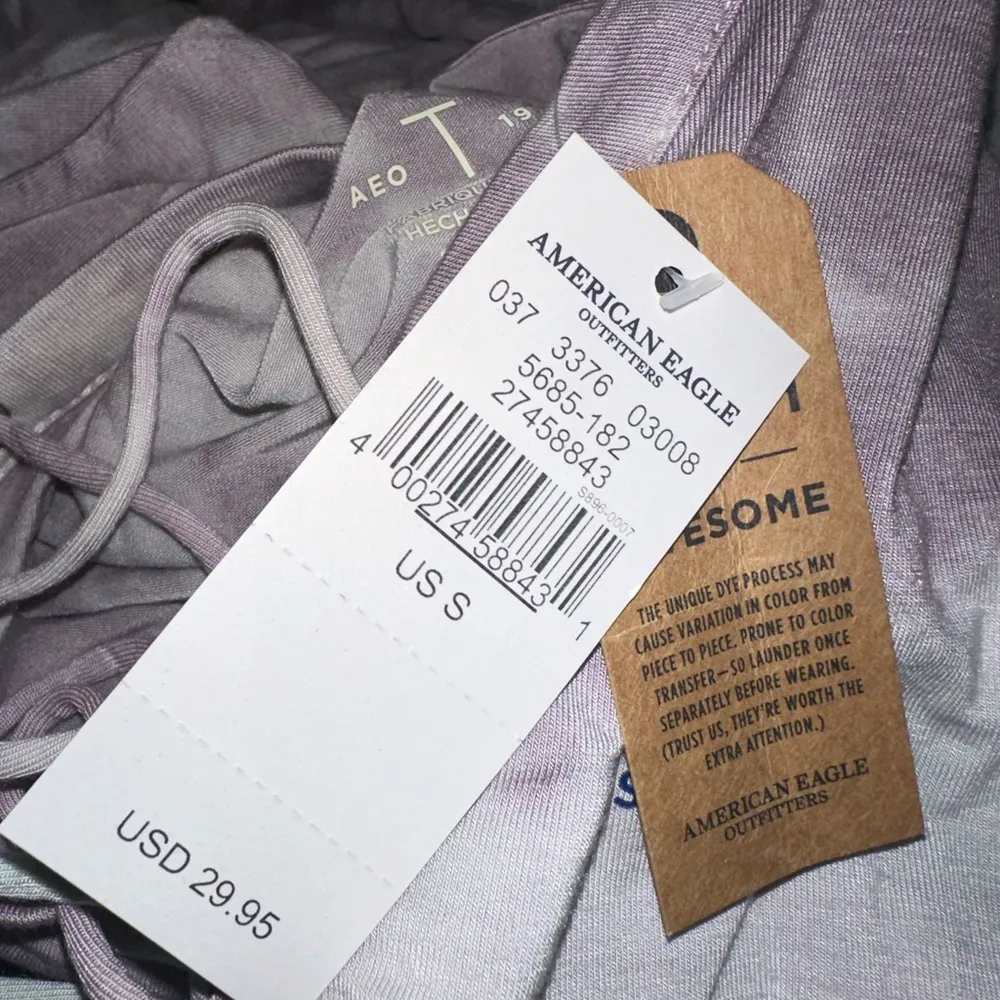 AEO
T
19
HECH
AMERICAN EAGLE
OUTFITTERS
037 3376 03008
5685-182
27458843
S896-0007
4 00274 58843 1
US S
USD 29.95
THE UNIQUE DYE PROCESS MAY
CAUSE VARIATION IN COLOR FROM
PIECE TO PIECE. PRONE TO COLOR
TRANSFER—SO LAUNDER ONCE
SEPARATELY BEFORE WEARING.
(TRUST US, THEY'RE WORTH THE
EXTRA ATTENTION.)
AMERICAN EAGLE
OUTFITTERS